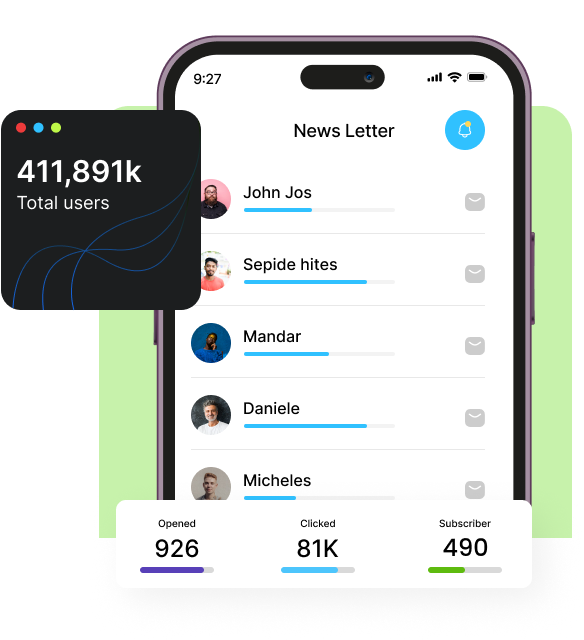 9:27
News Letter
411,891k
Total users
John Jos
Sepide hites
Mandar
Daniele
Micheles
Opened
926
Clicked
81K
Subscriber
490